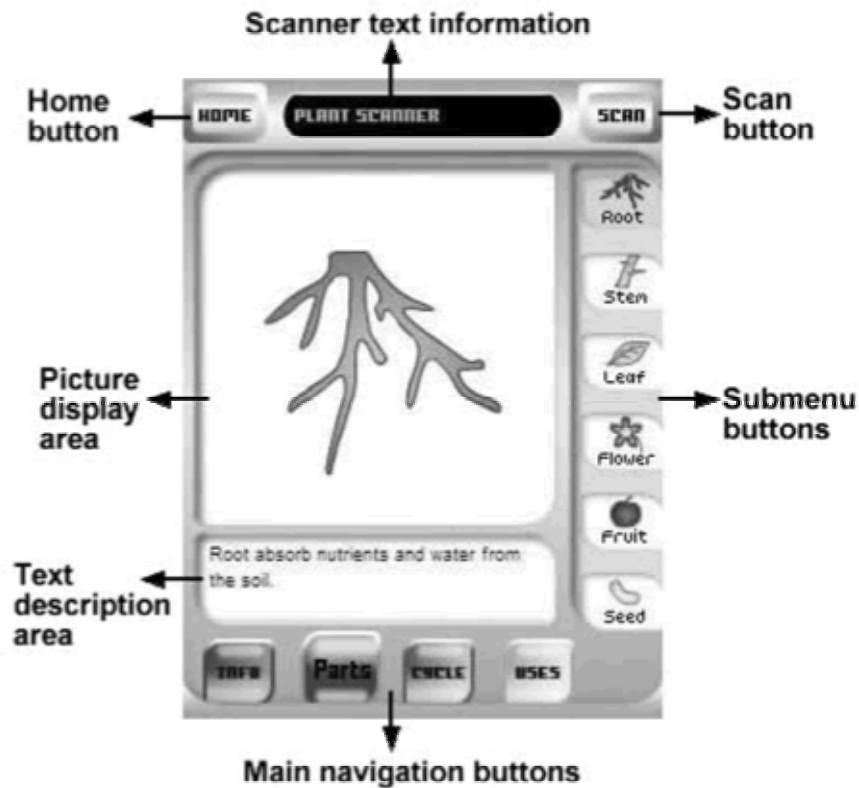 Scanner text information
Home
button
HOME
PLANT SCANNER
SCAN
Scan
button
Root
Stem
Leaf
Flower
Fruit
Seed
Picture
display
area
Submenu
buttons
Root absorb nutrients and water from
the soil.
Text
description
area
INFO
Parts
CYCLE
USES
Main navigation buttons